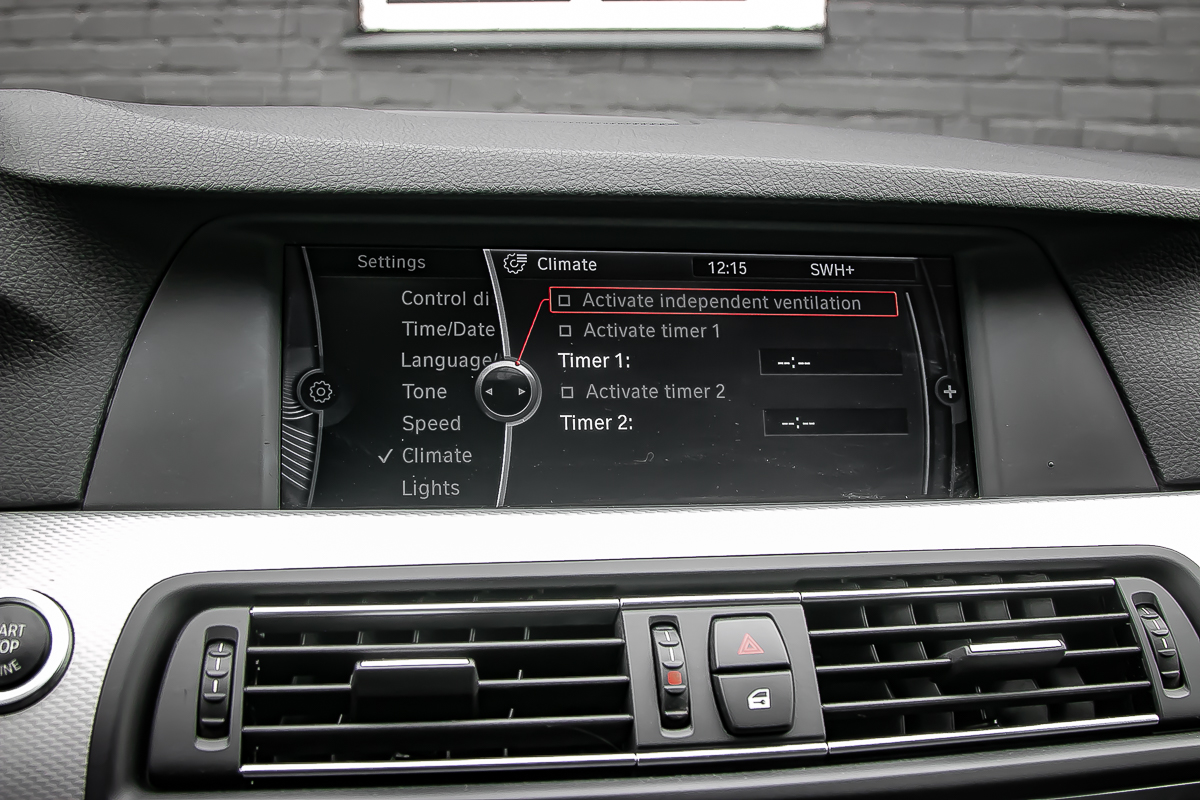 Settings
Climate
12:15
SWH+
Control di
Time/Date
Language/
Tone
Speed
Climate
Lights
Activate independent ventilation
Activate timer 1
Timer 1: --:--
Activate timer 2
Timer 2: --:--
ART
OP
INE